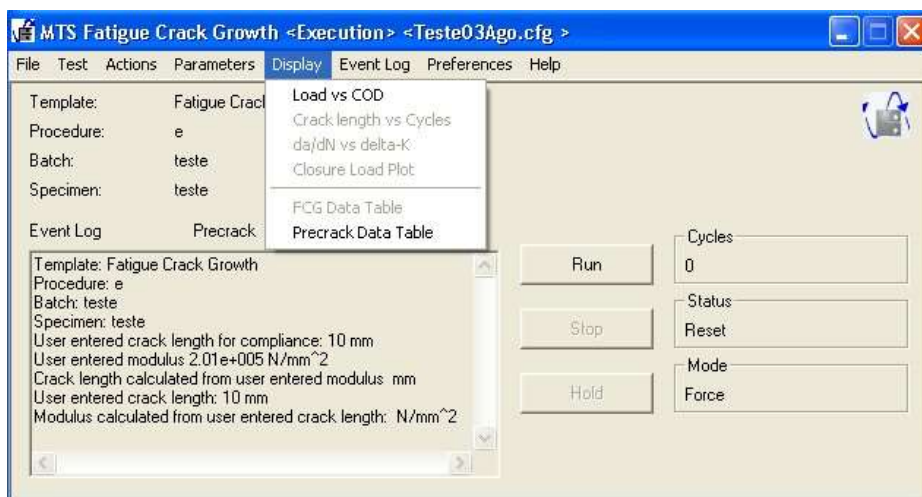 MTS Fatigue Crack Growth <Execution> <Teste03Ago.cfg >
File Test Actions Parameters Display Event Log Preferences Help
Template: Fatigue Crac
Procedure: e
Batch: teste
Specimen: teste
Load vs COD
Crack length vs Cycles
da/dN vs delta-K
Closure Load Plot
FCG Data Table
Precrack Data Table
Event Log Precrack
Template: Fatigue Crack Growth
Procedure: e
Batch: teste
Specimen: teste
User entered crack length for compliance: 10 mm
User entered modulus 2.01e+005 N/mm^2
Crack length calculated from user entered modulus mm
User entered crack length: 10 mm
Modulus calculated from user entered crack length: N/mm^2
Run
Stop
Hold
Cycles
0
Status
Reset
Mode
Force